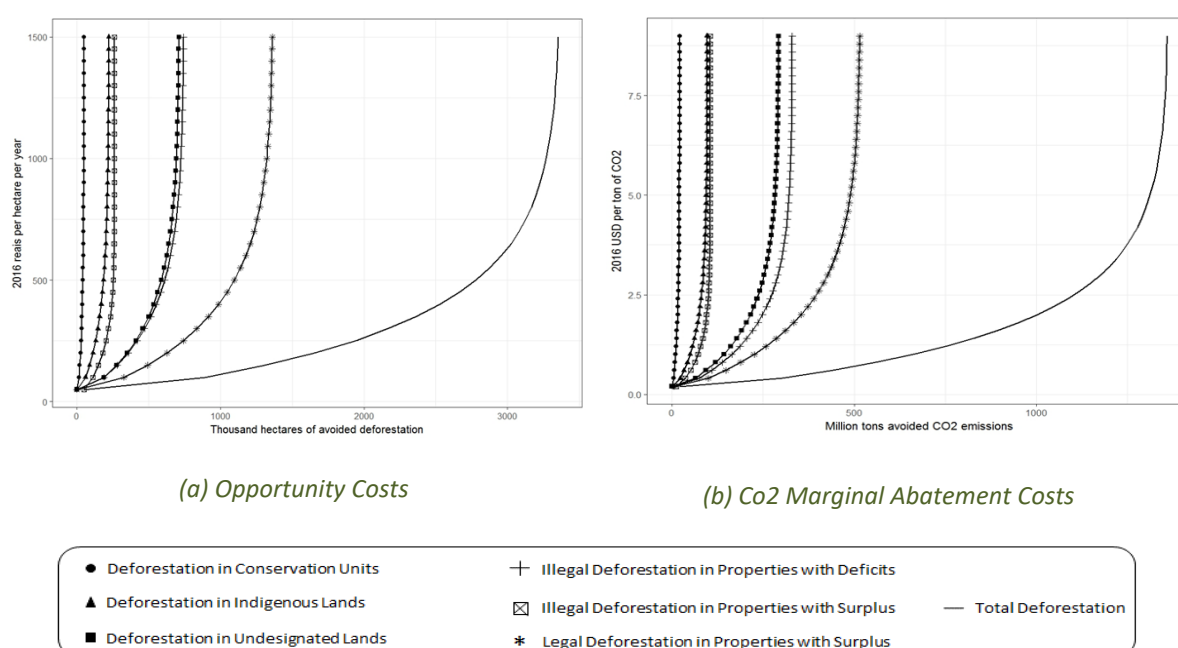 1500
1000
500
0
2016 reais per hectare per year
0
1000
2000
3000
Thousand hectares of avoided deforestation
7.5
5.0
2.5
0.0
2016 USD per ton of CO2
0
500
1000
Million tons avoided CO2 emissions
(a) Opportunity Costs
(b) Co2 Marginal Abatement Costs
Deforestation in Conservation Units
Deforestation in Indigenous Lands
Deforestation in Undesignated Lands
Illegal Deforestation in Properties with Deficits
Illegal Deforestation in Properties with Surplus
Legal Deforestation in Properties with Surplus
Total Deforestation